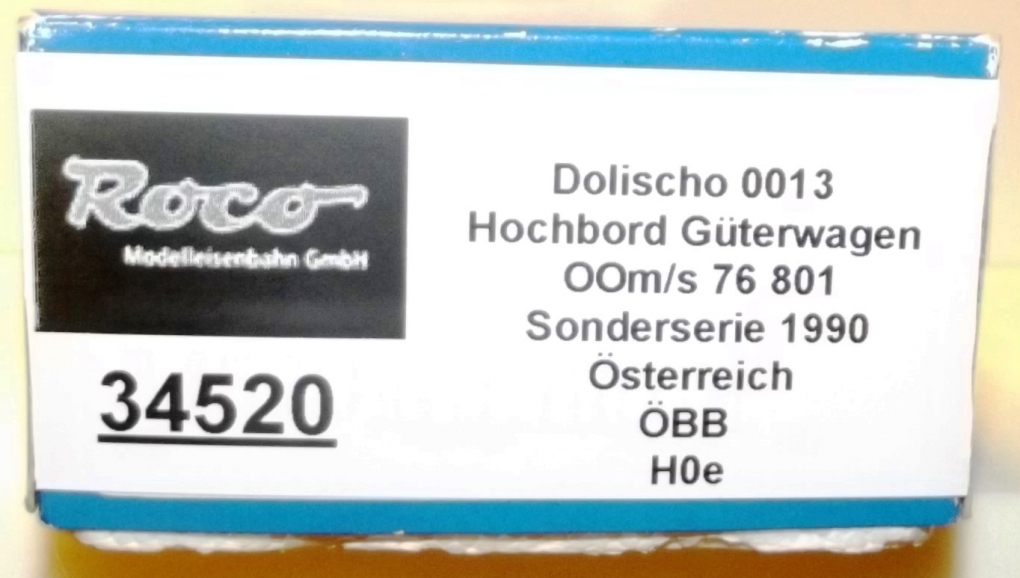 Roco
Modelleisenbahn GmbH
34520
Dolischo 0013
Hochbord Güterwagen
OOm/s 76 801
Sonderserie 1990
Österreich
ÖBB
H0e